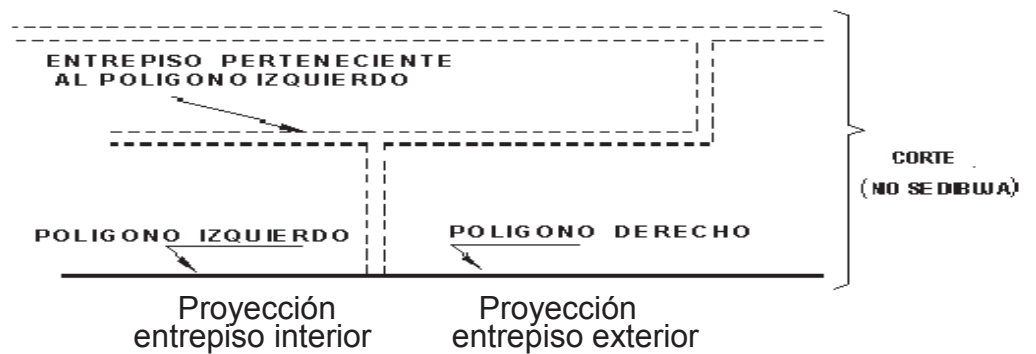 ENTREPISO PERTENECIENTE
AL POLIGONO IZQUIERDO
CORTE
(NO SE DIBUJA)
POLIGONO IZQUIERDO
POLIGONO DERECHO
Proyección
entrepiso interior
Proyección
entrepiso exterior